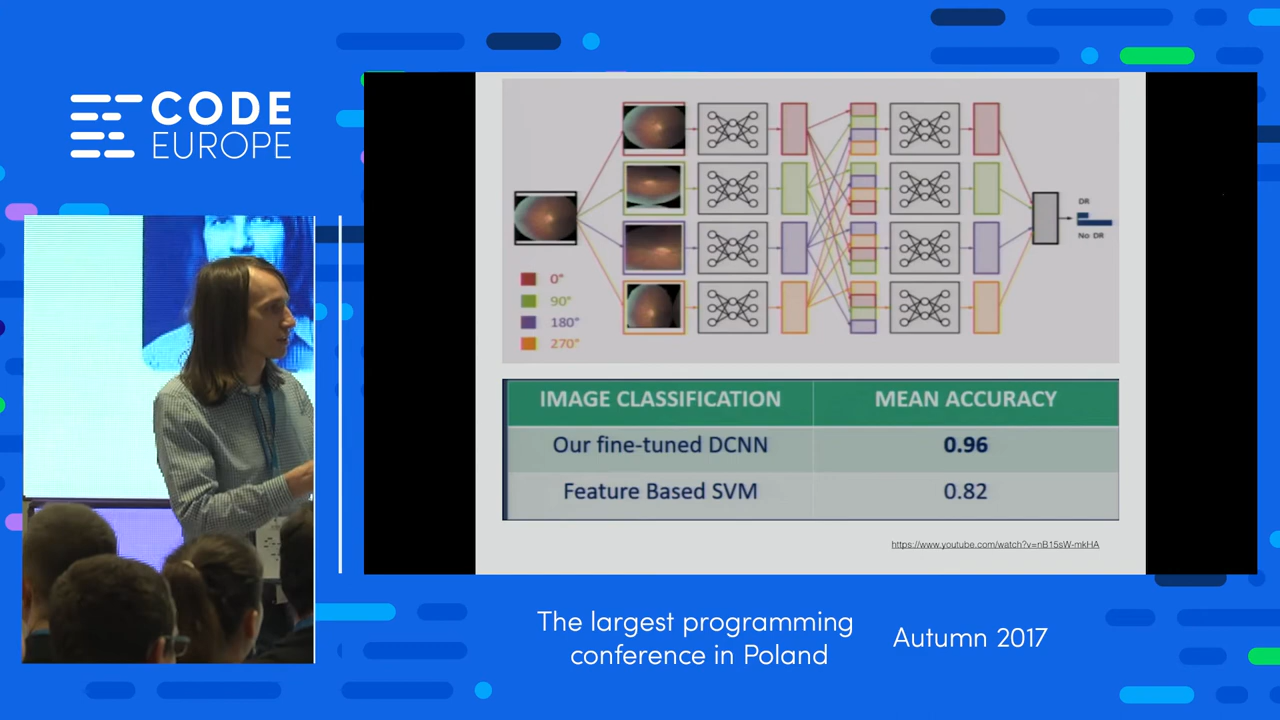 CODE
EUROPE
DR
No DR
0°
90°
180°
270°
IMAGE CLASSIFICATION MEAN ACCURACY
Our fine-tuned DCNN 0.96
Feature Based SVM 0.82
https://www.youtube.com/watch?v=nB15sW-mkHA
The largest programming
conference in Poland
Autumn 2017